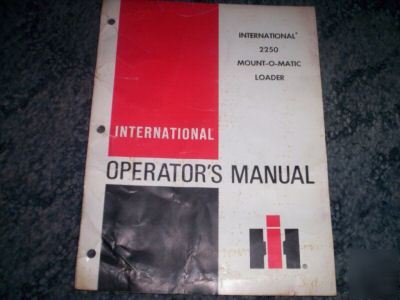 INTERNATIONAL®
2250
MOUNT-O-MATIC
LOADER
INTERNATIONAL
OPERATOR'S MANUAL
IH
®